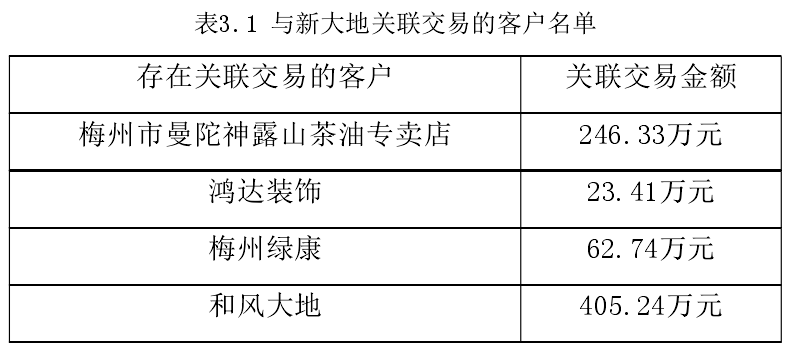 表3.1 与新大地关联交易的客户名单
存在关联交易的客户 关联交易金额
梅州市曼陀神露山茶油专卖店 246.33万元
鸿达装饰 23.41万元
梅州绿康 62.74万元
和风大地 405.24万元